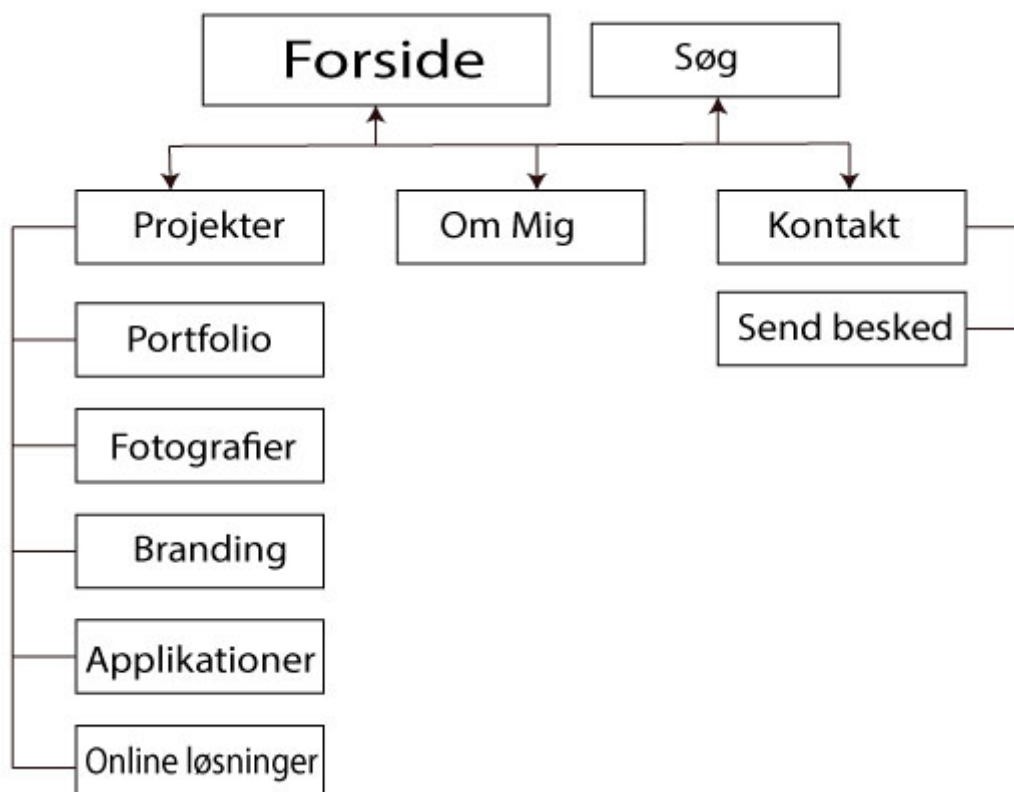 Forside
Søg
Projekter
Om Mig
Kontakt
Portfolio
Send besked
Fotografier
Branding
Applikationer
Online løsninger